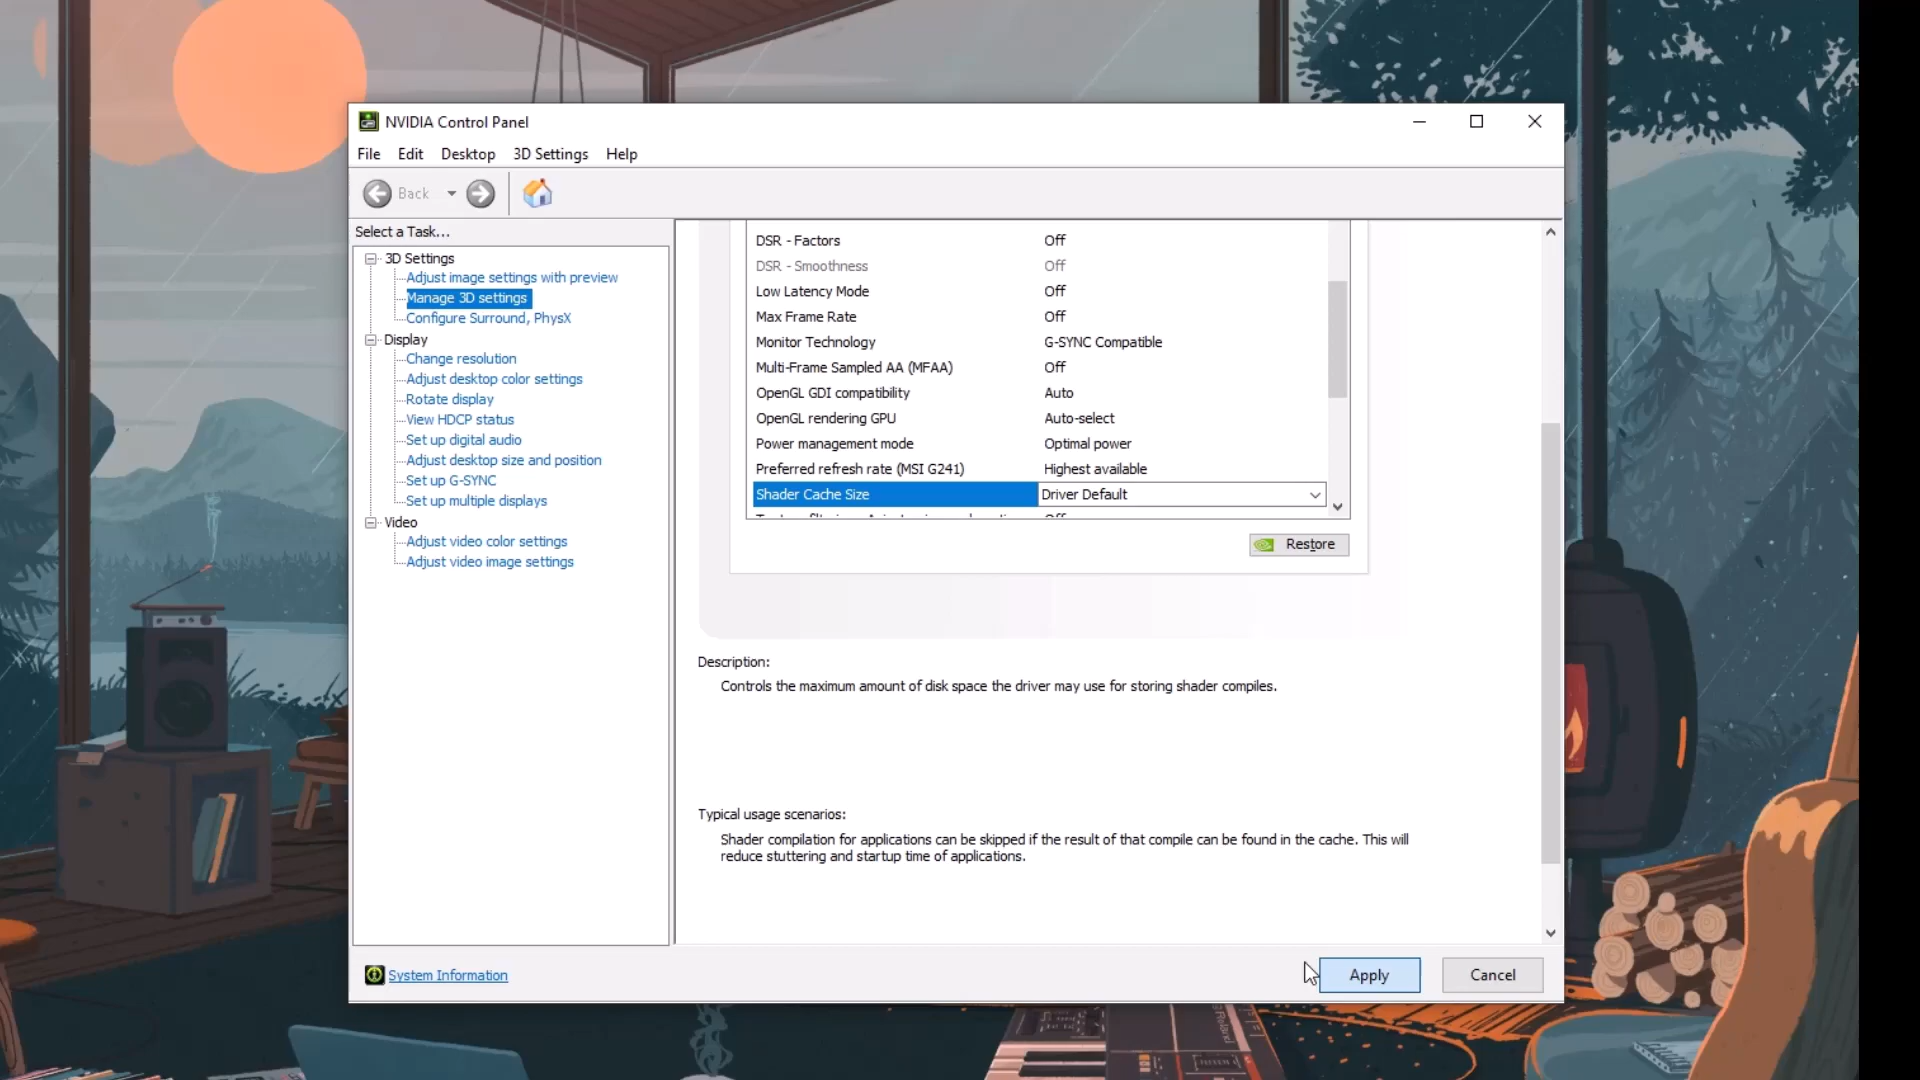 NVIDIA Control Panel
File Edit Desktop 3D Settings Help
Back
Select a Task...
3D Settings
Adjust image settings with preview
Manage 3D settings
Configure Surround, PhysX
Display
Change resolution
Adjust desktop color settings
Rotate display
View HDCP status
Set up digital audio
Adjust desktop size and position
Set up G-SYNC
Set up multiple displays
Video
Adjust video color settings
Adjust video image settings
DSR - Factors Off
DSR - Smoothness Off
Low Latency Mode Off
Max Frame Rate Off
Monitor Technology G-SYNC Compatible
Multi-Frame Sampled AA (MFAA) Off
OpenGL GDI compatibility Auto
OpenGL rendering GPU Auto-select
Power management mode Optimal power
Preferred refresh rate (MSI G241) Highest available
Shader Cache Size Driver Default
Restore
Description:
Controls the maximum amount of disk space the driver may use for storing shader compiles.
Typical usage scenarios:
Shader compilation for applications can be skipped if the result of that compile can be found in the cache. This will
reduce stuttering and startup time of applications.
System Information
Apply
Cancel
Roland